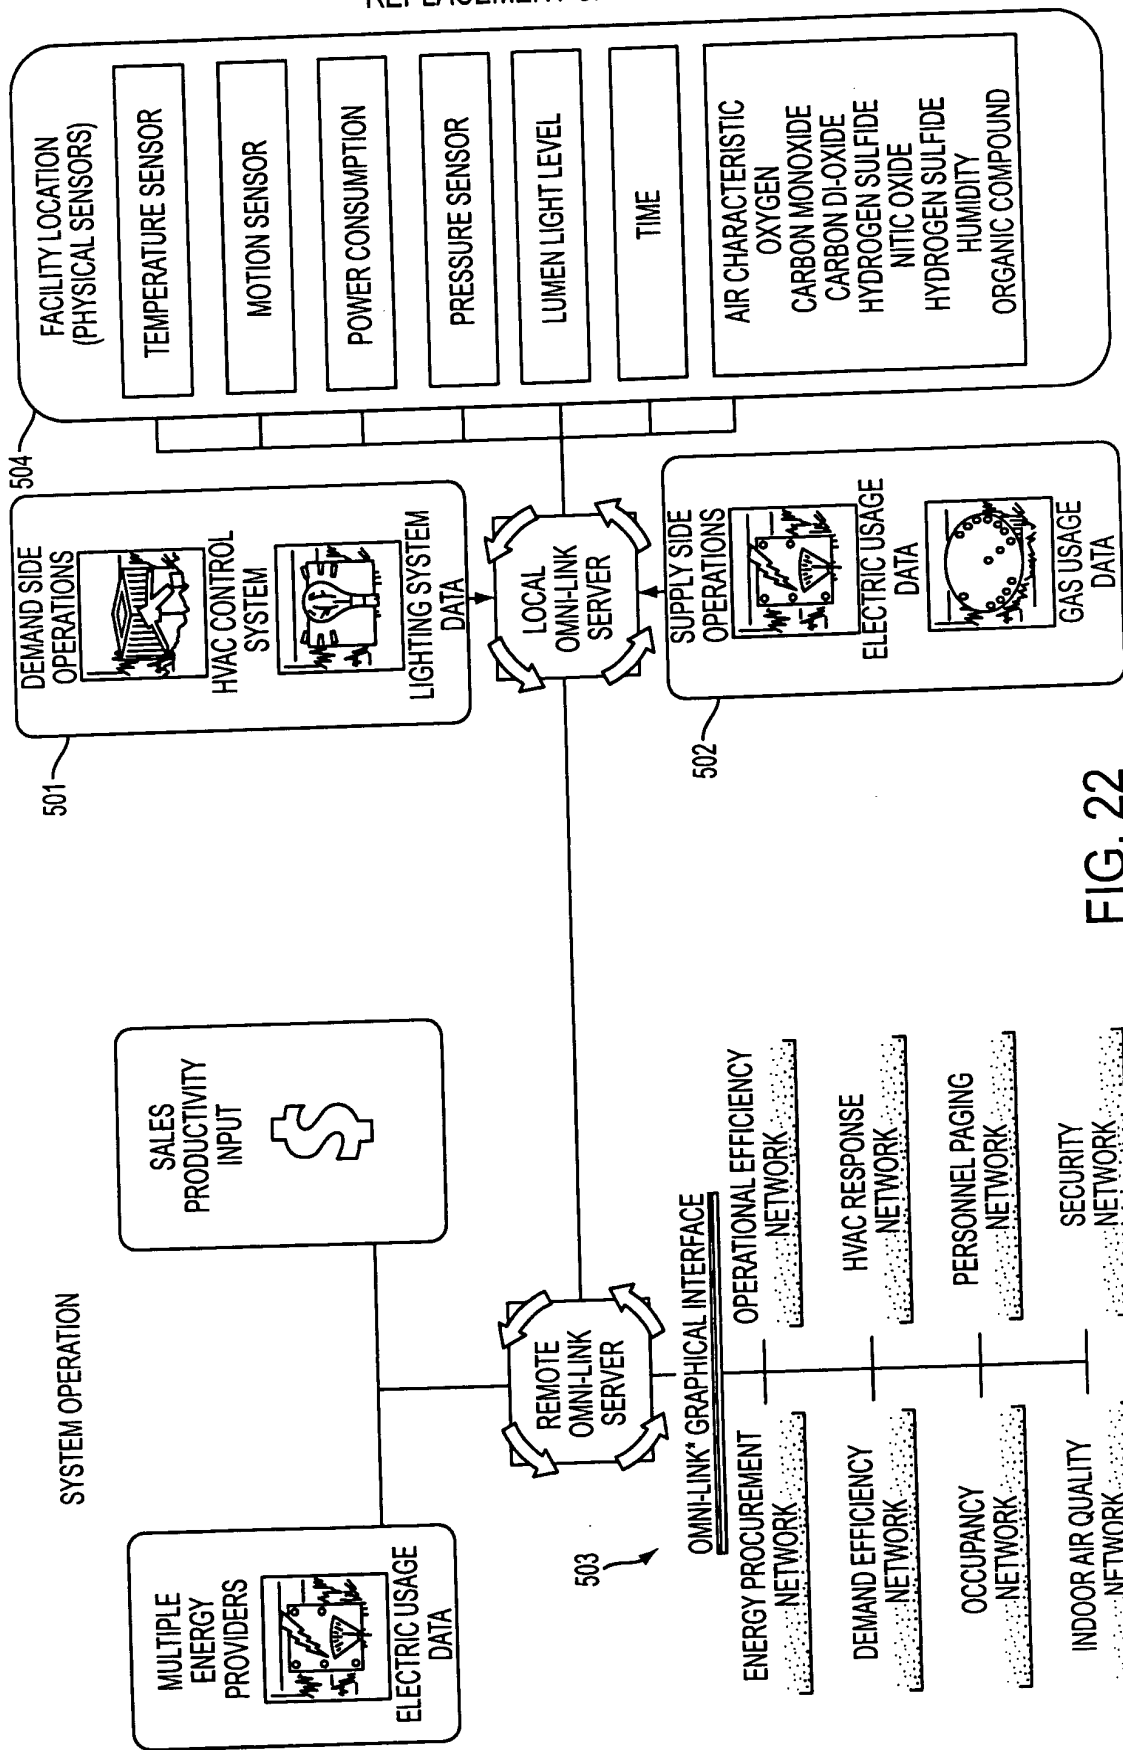 REPLACEMENT
SYSTEM OPERATION
MULTIPLE
ENERGY
PROVIDERS
ELECTRIC USAGE
DATA
SALES
PRODUCTIVITY
INPUT
$
REMOTE
OMNI-LINK
SERVER
503
OMNI-LINK* GRAPHICAL INTERFACE
ENERGY PROCUREMENT
NETWORK
OPERATIONAL EFFICIENCY
NETWORK
DEMAND EFFICIENCY
NETWORK
HVAC RESPONSE
NETWORK
OCCUPANCY
NETWORK
PERSONNEL PAGING
NETWORK
INDOOR AIR QUALITY
NETWORK
SECURITY
NETWORK
501
DEMAND SIDE
OPERATIONS
HVAC CONTROL
SYSTEM
LIGHTING SYSTEM
DATA
LOCAL
OMNI-LINK
SERVER
502
SUPPLY SIDE
OPERATIONS
ELECTRIC USAGE
DATA
GAS USAGE
DATA
504
FACILITY LOCATION
(PHYSICAL SENSORS)
TEMPERATURE SENSOR
MOTION SENSOR
POWER CONSUMPTION
PRESSURE SENSOR
LUMEN LIGHT LEVEL
TIME
AIR CHARACTERISTIC
OXYGEN
CARBON MONOXIDE
CARBON DI-OXIDE
HYDROGEN SULFIDE
NITIC OXIDE
HYDROGEN SULFIDE
HUMIDITY
ORGANIC COMPOUND
FIG. 22